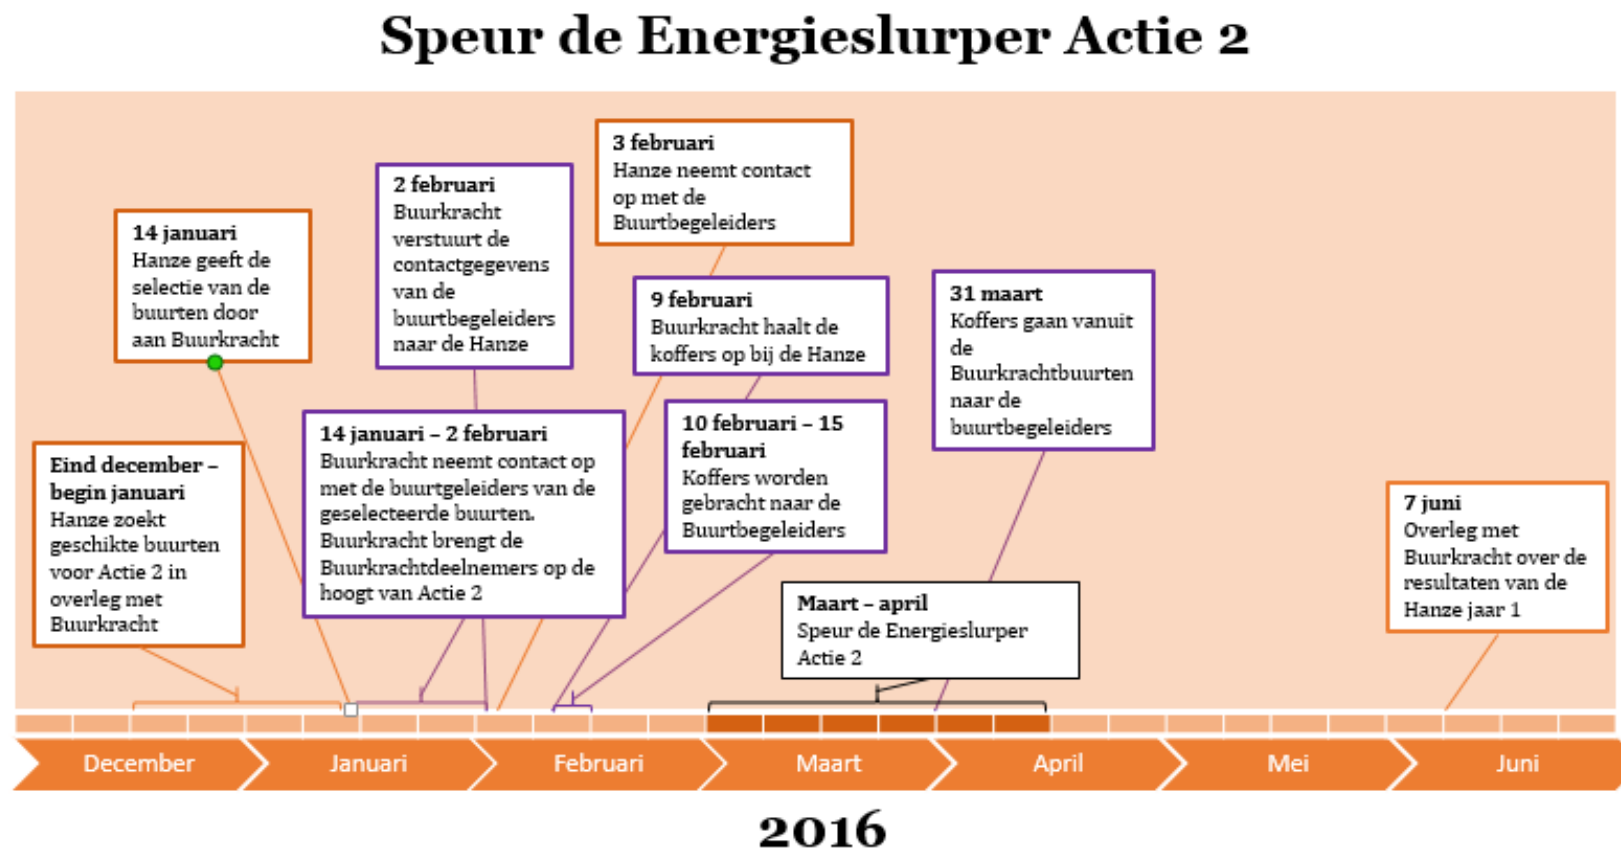 Speur de Energieslurper Actie 2
Eind december –
begin januari
Hanze zoekt
geschikte buurten
voor Actie 2 in
overleg met
Buurkracht
14 januari
Hanze geeft de
selectie van de
buurten door
aan Buurkracht
14 januari – 2 februari
Buurkracht neemt contact op
met de buurtgeleiders van de
geselecteerde buurten.
Buurkracht brengt de
Buurkrachtdeelnemers op de
hoogt van Actie 2
2 februari
Buurkracht
verstuurt de
contactgegevens
van de
buurtbegeleiders
naar de Hanze
3 februari
Hanze neemt contact
op met de
Buurtbegeleiders
9 februari
Buurkracht haalt de
koffers op bij de Hanze
10 februari – 15
februari
Koffers worden
gebracht naar de
Buurtbegeleiders
Maart – april
Speur de Energieslurper
Actie 2
31 maart
Koffers gaan vanuit
de
Buurkrachtbuurten
naar de
buurtbegeleiders
7 juni
Overleg met
Buurkracht over de
resultaten van de
Hanze jaar 1
December
Januari
Februari
Maart
April
Mei
Juni
2016